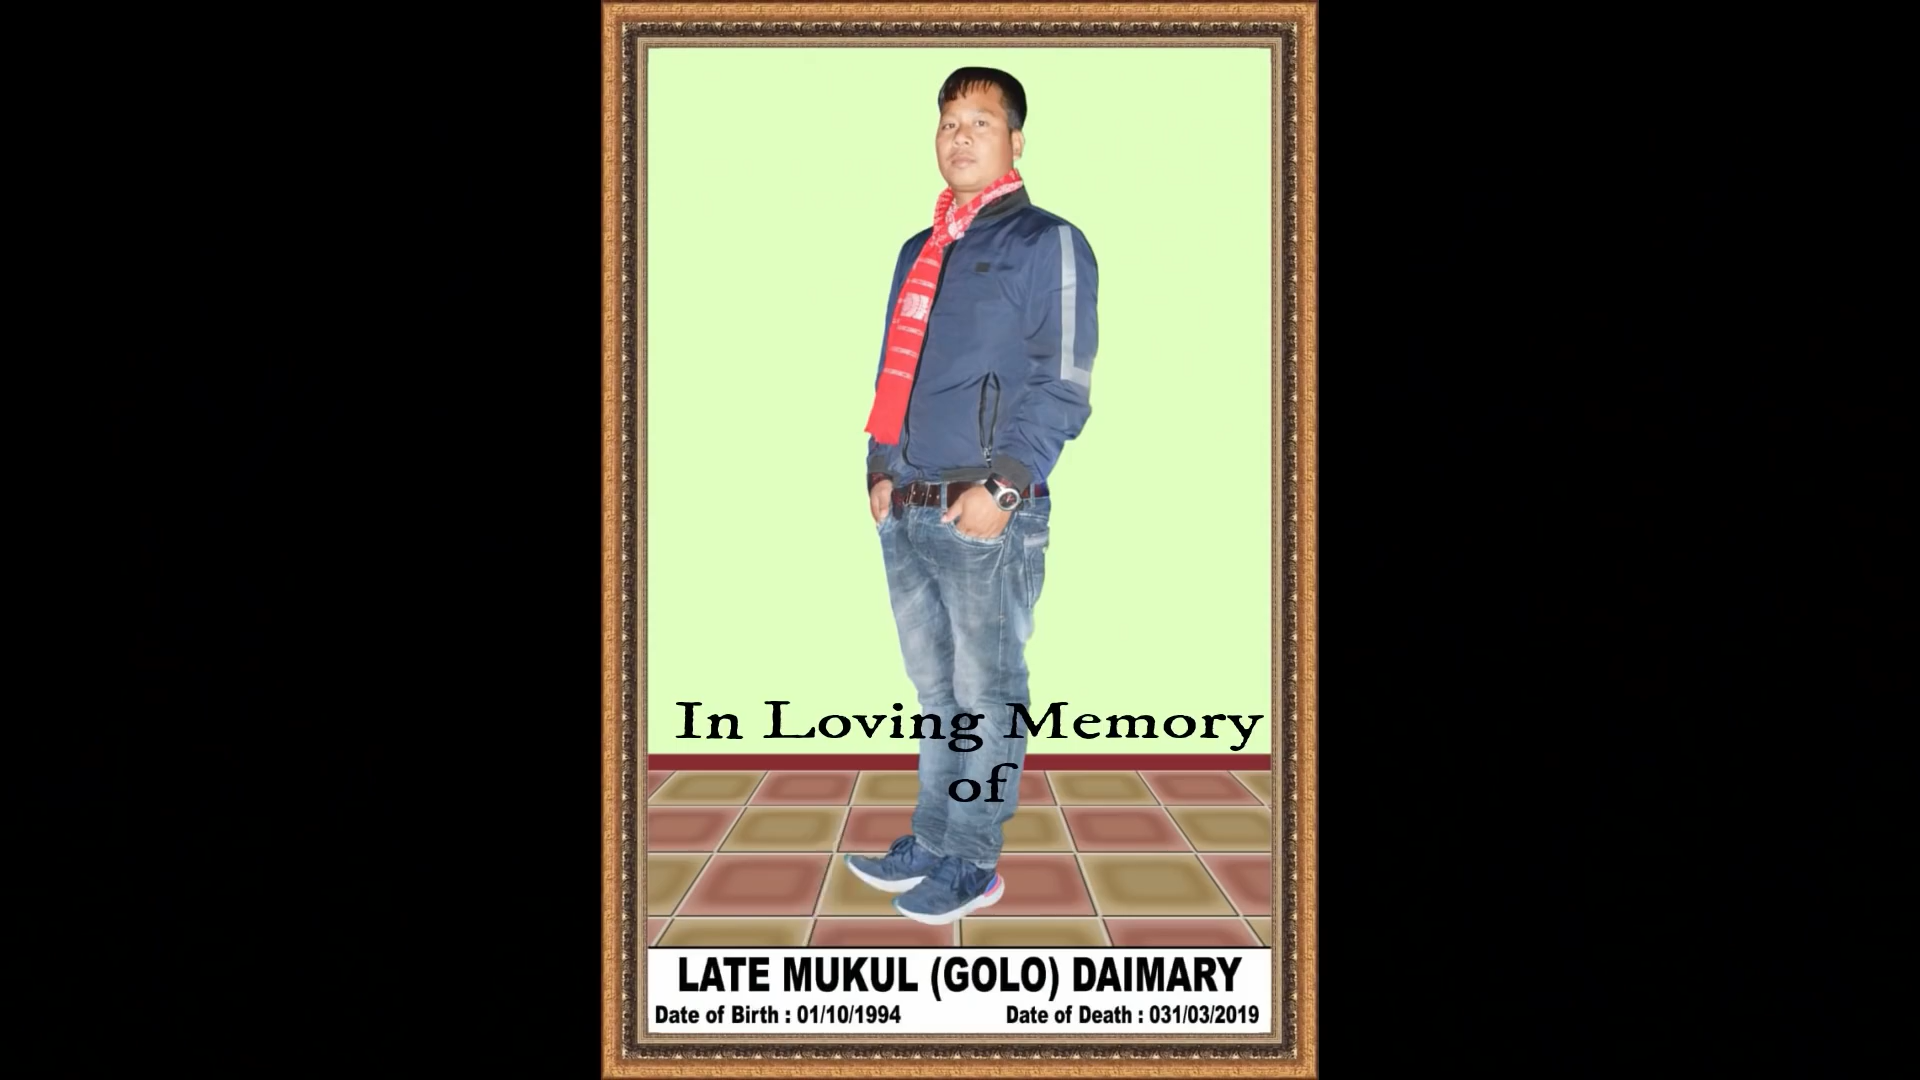 In Loving Memory
of
LATE MUKUL (GOLO) DAIMARY
Date of Birth : 01/10/1994 Date of Death : 031/03/2019